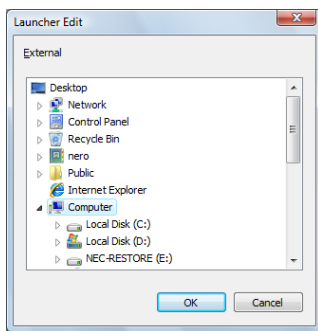 Launcher Edit
External
Desktop
Network
Control Panel
Recycle Bin
nero
Public
Internet Explorer
Computer
Local Disk (C:)
Local Disk (D:)
NEC-RESTORE (E:)
OK
Cancel